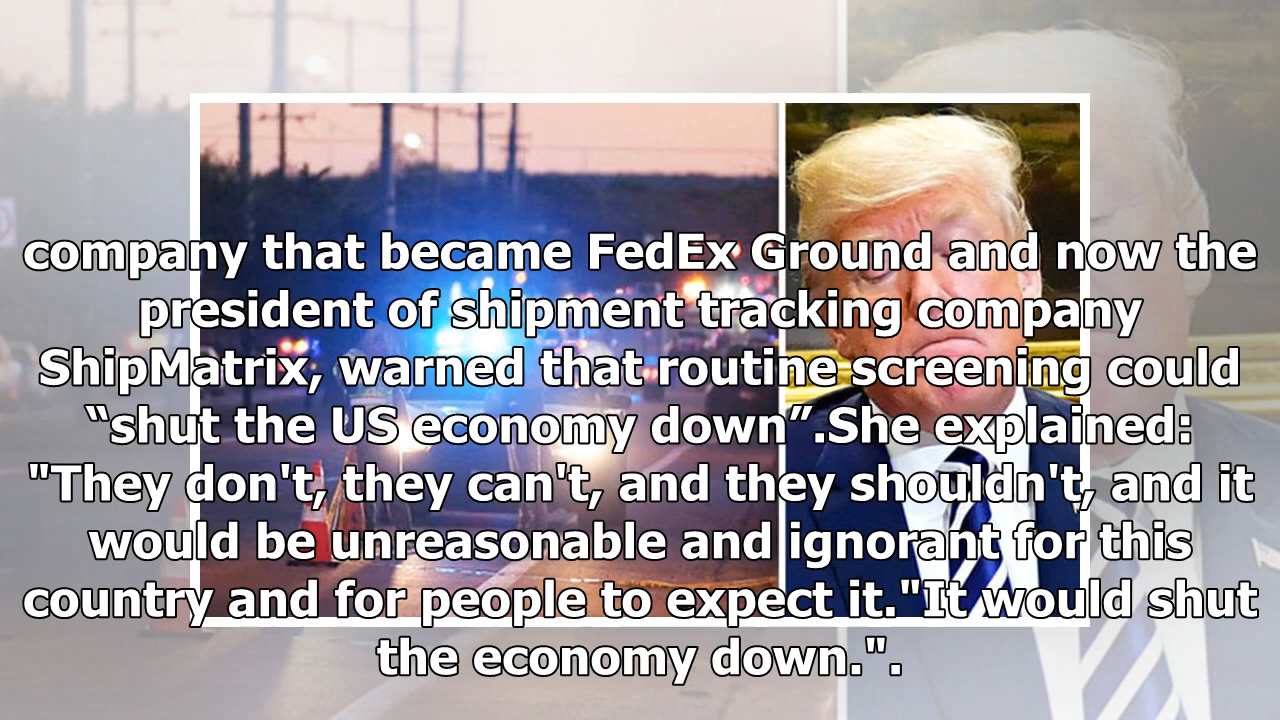 company that became FedEx Ground and now the
president of shipment tracking company
ShipMatrix, warned that routine screening could
“shut the US economy down”.She explained:
"They don't, they can't, and they shouldn't, and it
would be unreasonable and ignorant for this
country and for people to expect it."It would shut
the economy down.".